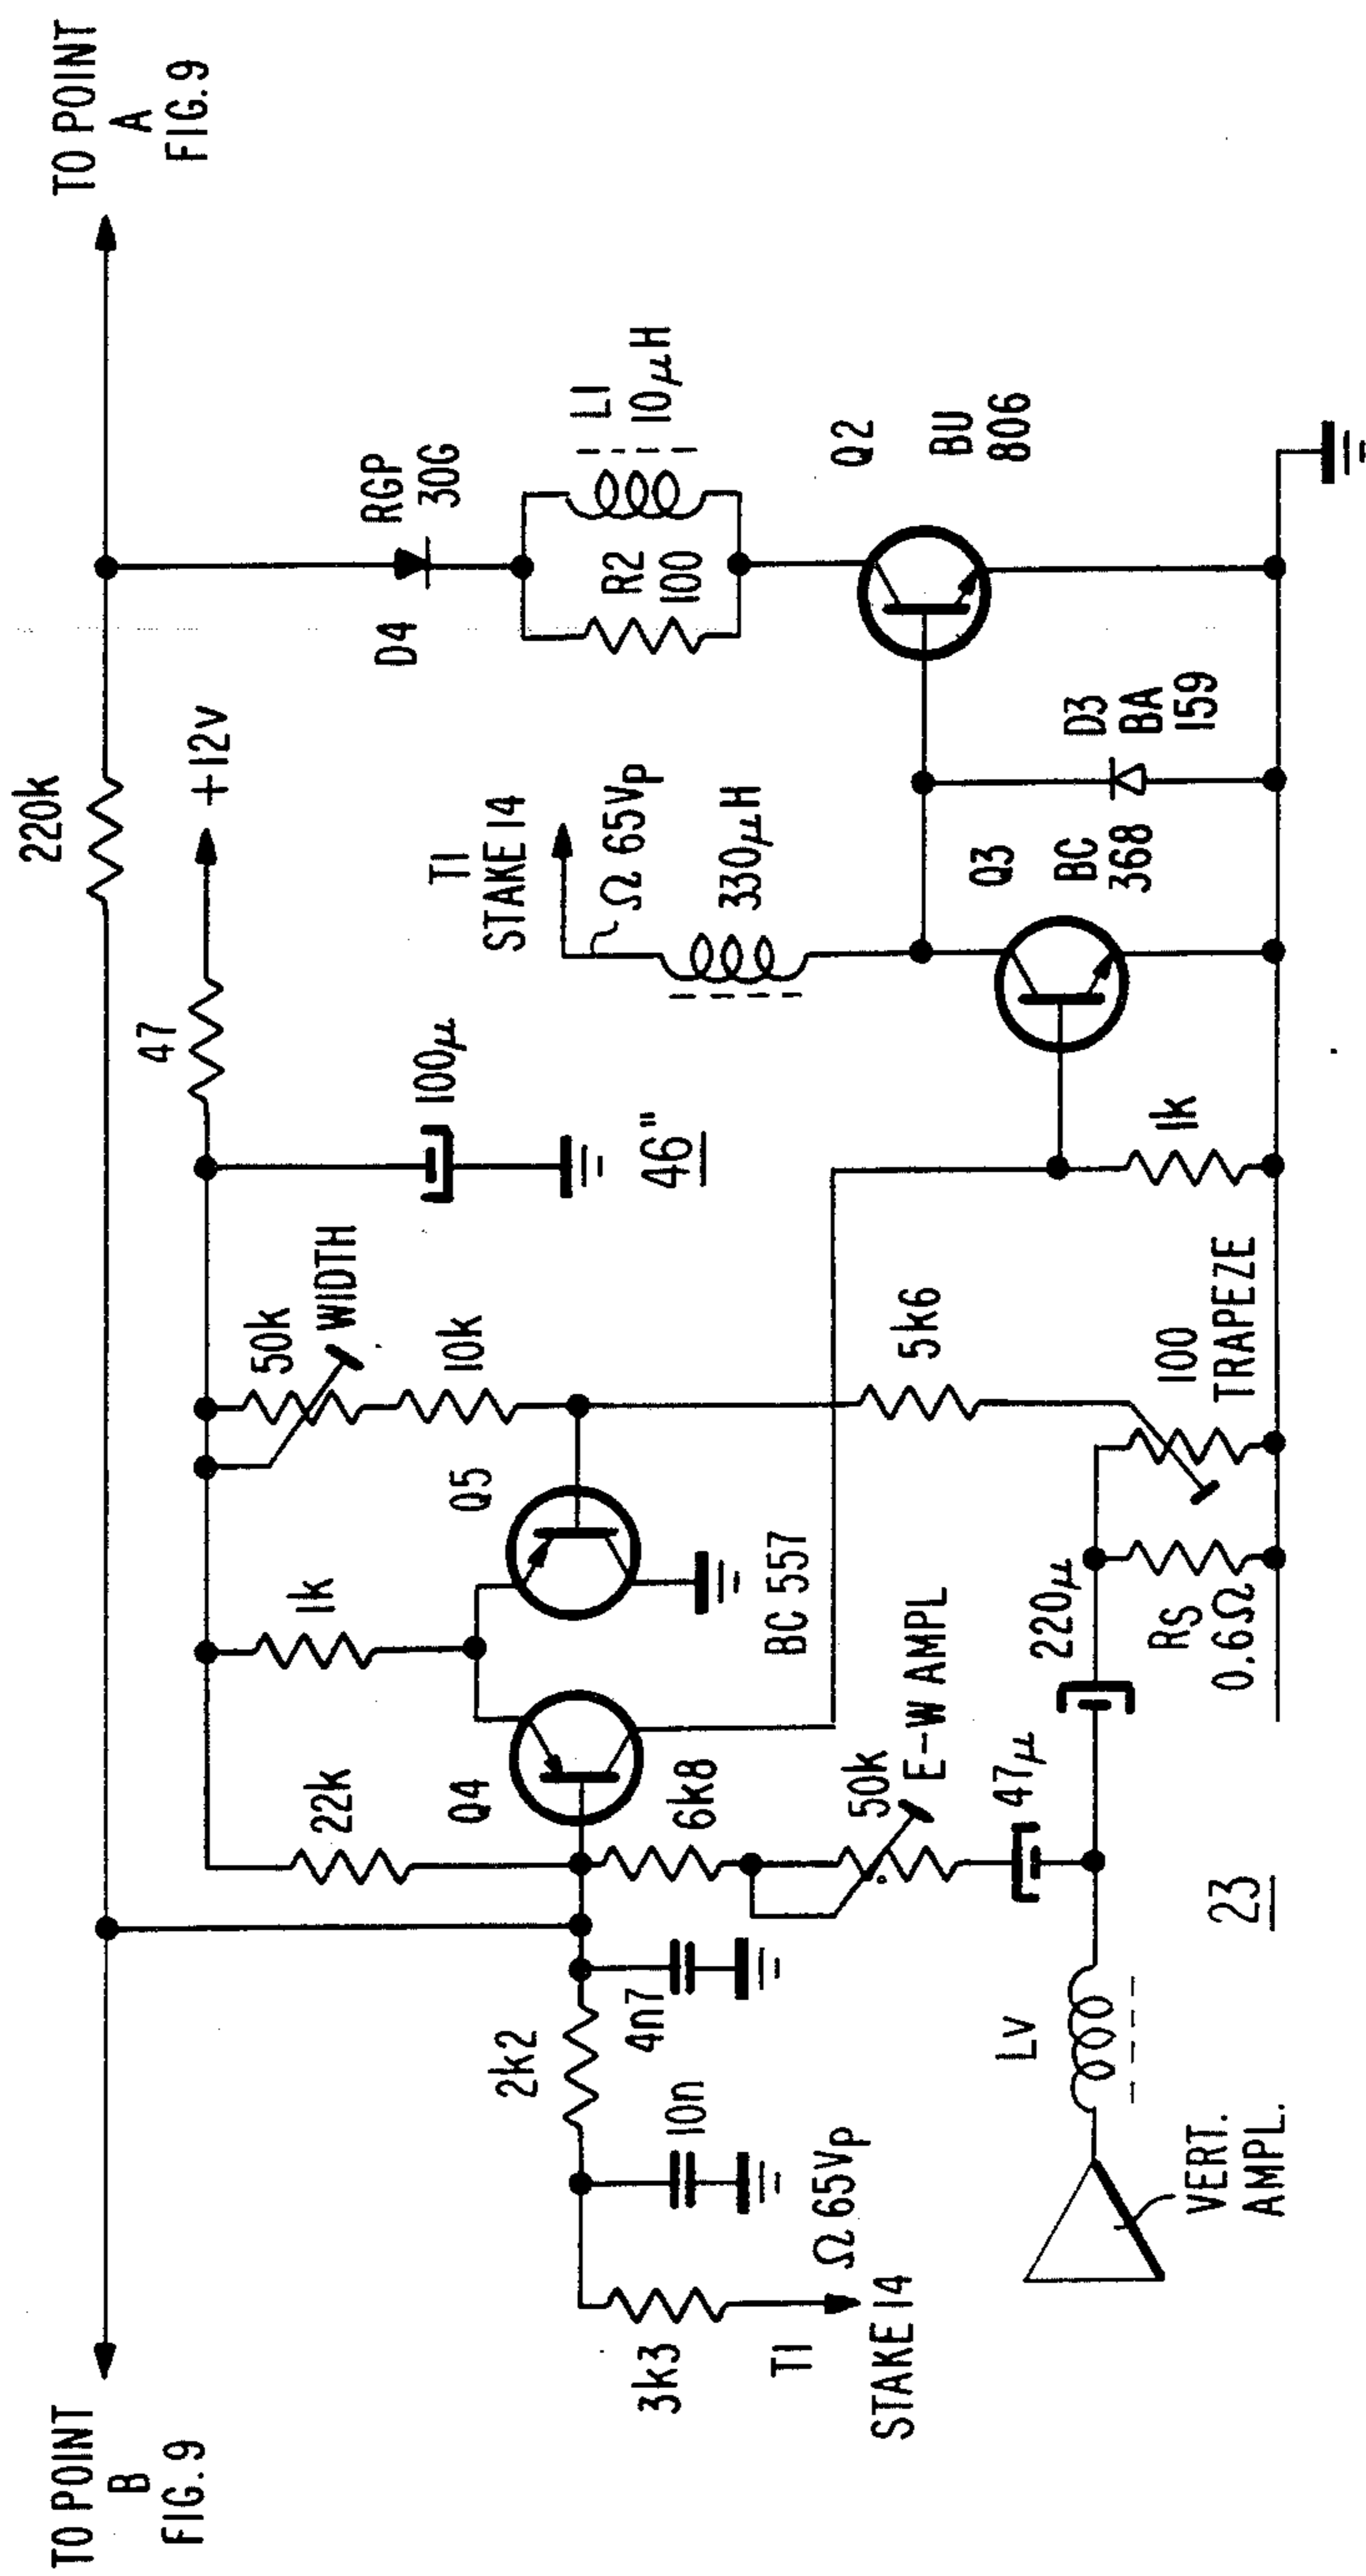 TO POINT
A
FIG. 9
TO POINT
B
FIG. 9
220k
+12v
47
100μ
46"
50k
WIDTH
10k
1k
22k
Q5
Q4
BC 557
6k8
50k
E-W AMPL
47μ
220μ
RS
0.6Ω
100
TRAPEZE
5k6
1k
Q3
BC
368
D3
BA
159
330μH
T1
STAKE 14
Ω 65Vp
D4
RGP
30G
R2
100
L1
10μH
Q2
BU
806
2k2
4n7
10n
3k3
T1
STAKE 14
Ω 65Vp
LV
23
VERT.
AMPL.